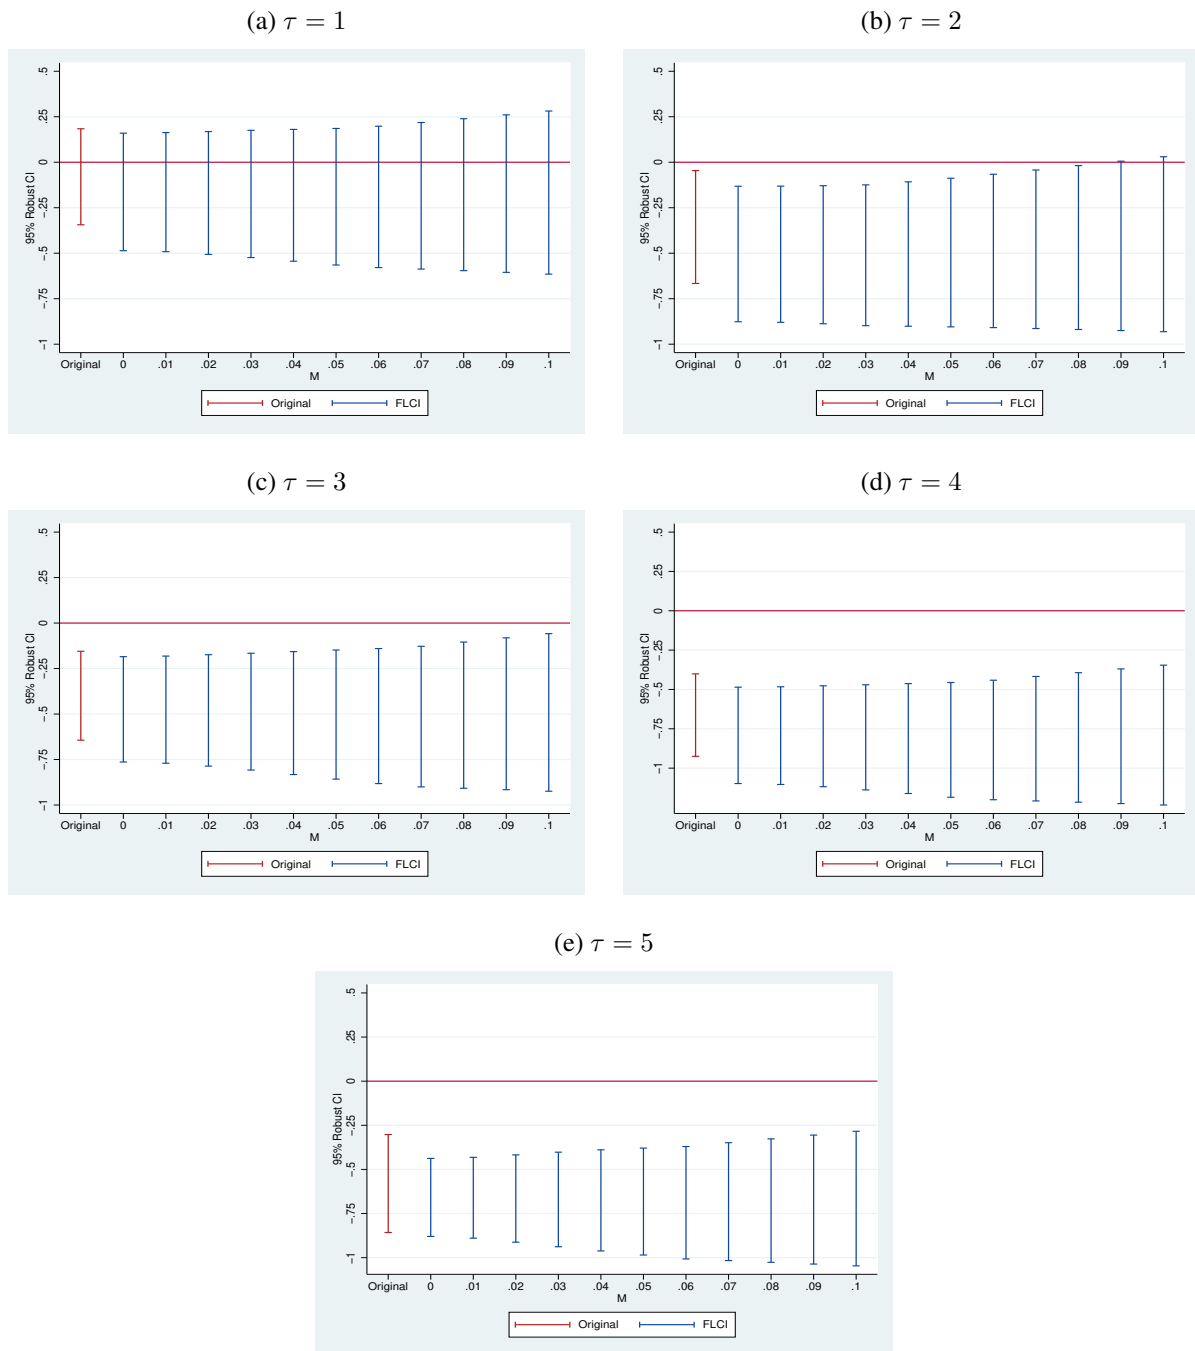 (a) τ = 1
.5
.25
0
-.25
-.5
-.75
-1
95% Robust CI
Original 0 .01 .02 .03 .04 .05 .06 .07 .08 .09 .1
M
Original FLCI
(b) τ = 2
.5
.25
0
-.25
-.5
-.75
-1
95% Robust CI
Original 0 .01 .02 .03 .04 .05 .06 .07 .08 .09 .1
M
Original FLCI
(c) τ = 3
.5
.25
0
-.25
-.5
-.75
-1
95% Robust CI
Original 0 .01 .02 .03 .04 .05 .06 .07 .08 .09 .1
M
Original FLCI
(d) τ = 4
.5
.25
0
-.25
-.5
-.75
-1
95% Robust CI
Original 0 .01 .02 .03 .04 .05 .06 .07 .08 .09 .1
M
Original FLCI
(e) τ = 5
.5
.25
0
-.25
-.5
-.75
-1
95% Robust CI
Original 0 .01 .02 .03 .04 .05 .06 .07 .08 .09 .1
M
Original FLCI